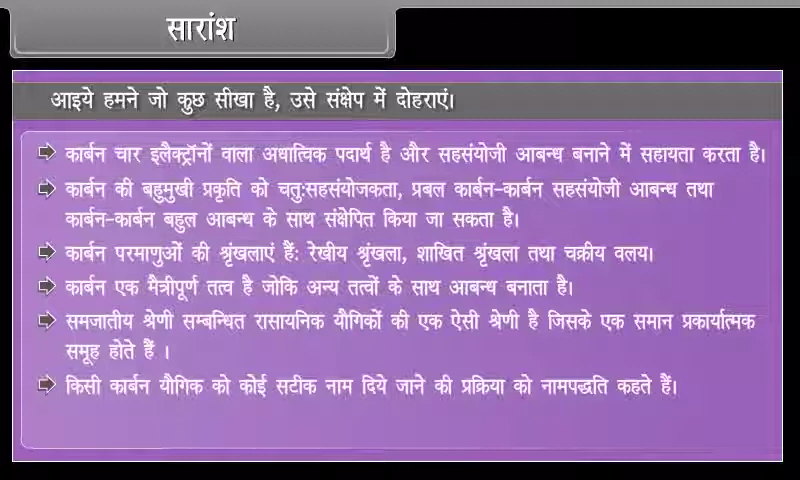 सारांश
आइये हमने जो कुछ सीखा है, उसे संक्षेप में दोहराएं।
कार्बन चार इलैक्ट्रॉनों वाला अधात्विक पदार्थ है और सहसंयोजी आबन्ध बनाने में सहायता करता है।
कार्बन की बहुमुखी प्रकृति को चतुःसहसंयोजकता, प्रबल कार्बन-कार्बन सहसंयोजी आबन्ध तथा
कार्बन-कार्बन बहुल आबन्ध के साथ संक्षेपित किया जा सकता है।
कार्बन परमाणुओं की श्रृंखलाएं हैं: रेखीय श्रृंखला, शाखित श्रृंखला तथा चक्रीय वलय।
कार्बन एक मैत्रीपूर्ण तत्व है जोकि अन्य तत्वों के साथ आबन्ध बनाता है।
समजातीय श्रेणी सम्बन्धित रासायनिक यौगिकों की एक ऐसी श्रेणी है जिसके एक समान प्रकार्यात्मक
समूह होते हैं ।
किसी कार्बन यौगिक को कोई सटीक नाम दिये जाने की प्रक्रिया को नामपद्धति कहते हैं।